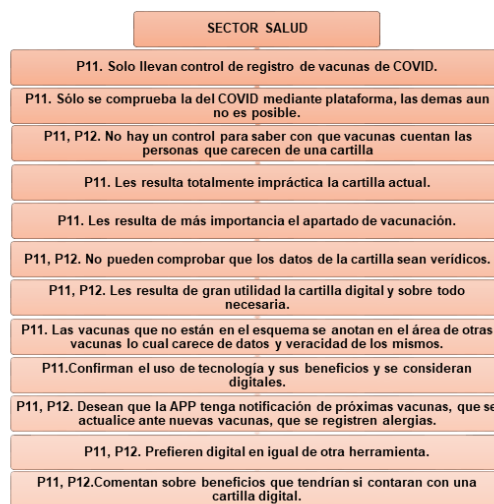 SECTOR SALUD
P11. Solo llevan control de registro de vacunas de COVID.
P11. Sólo se comprueba la del COVID mediante plataforma, las demas aun
no es posible.
P11, P12. No hay un control para saber con que vacunas cuentan las
personas que carecen de una cartilla
P11. Les resulta totalmente impráctica la cartilla actual.
P11. Les resulta de más importancia el apartado de vacunación.
P11, P12. No pueden comprobar que los datos de la cartilla sean verídicos.
P11, P12. Les resulta de gran utilidad la cartilla digital y sobre todo
necesaria.
P11. Las vacunas que no están en el esquema se anotan en el área de otras
vacunas lo cual carece de datos y veracidad de los mismos.
P11.Confirman el uso de tecnología y sus beneficios y se consideran
digitales.
P11, P12. Desean que la APP tenga notificación de próximas vacunas, que se
actualice ante nuevas vacunas, que se registren alergias.
P11, P12. Prefieren digital en igual de otra herramienta.
P11, P12.Comentan sobre beneficios que tendrían si contaran con una
cartilla digital.